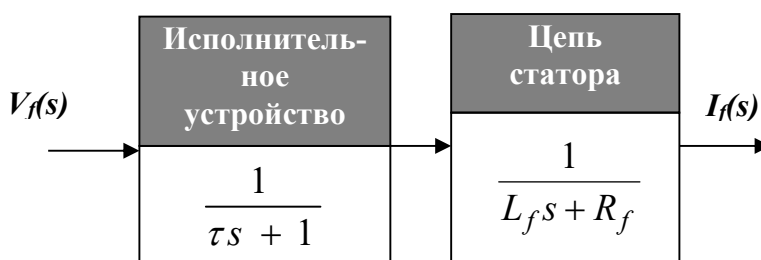 Исполнитель-
ное
устройство
Цепь
статора
V_f(s)
I_f(s)
1
τs + 1
1
L_f s + R_f